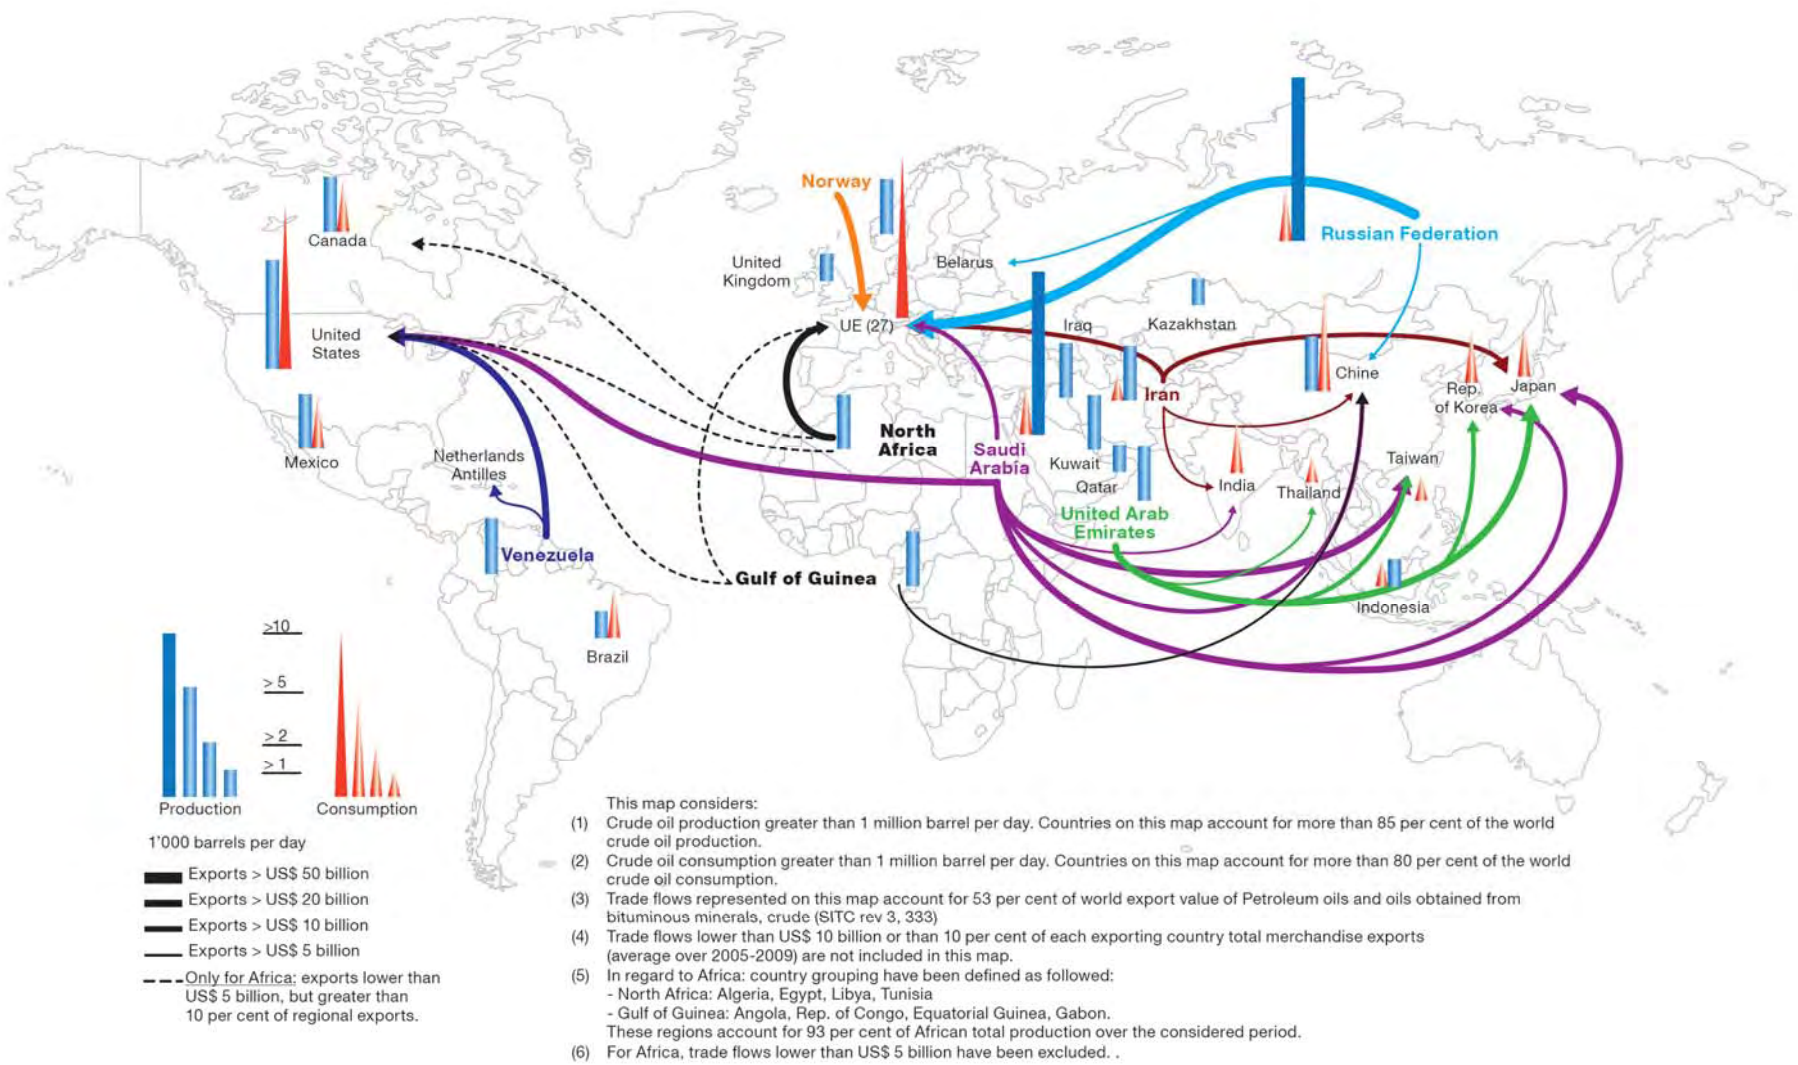 Norway
Canada
United
Kingdom
Belarus
Russian Federation
United
States
UE (27)
Iraq
Kazakhstan
Chine
Iran
Rep.
of Korea
Japan
Mexico
Netherlands
Antilles
North
Africa
Saudi
Arabia
Kuwait
Qatar
India
Thailand
Taiwan
United Arab
Emirates
Venezuela
Gulf of Guinea
Indonesia
Brazil
>10
> 5
> 2
> 1
Production
Consumption
1'000 barrels per day
Exports > US$ 50 billion
Exports > US$ 20 billion
Exports > US$ 10 billion
Exports > US$ 5 billion
Only for Africa: exports lower than
US$ 5 billion, but greater than
10 per cent of regional exports.
This map considers:
(1) Crude oil production greater than 1 million barrel per day. Countries on this map account for more than 85 per cent of the world
crude oil production.
(2) Crude oil consumption greater than 1 million barrel per day. Countries on this map account for more than 80 per cent of the world
crude oil consumption.
(3) Trade flows represented on this map account for 53 per cent of world export value of Petroleum oils and oils obtained from
bituminous minerals, crude (SITC rev 3, 333)
(4) Trade flows lower than US$ 10 billion or than 10 per cent of each exporting country total merchandise exports
(average over 2005-2009) are not included in this map.
(5) In regard to Africa: country grouping have been defined as followed:
- North Africa: Algeria, Egypt, Libya, Tunisia
- Gulf of Guinea: Angola, Rep. of Congo, Equatorial Guinea, Gabon.
These regions account for 93 per cent of African total production over the considered period.
(6) For Africa, trade flows lower than US$ 5 billion have been excluded. .